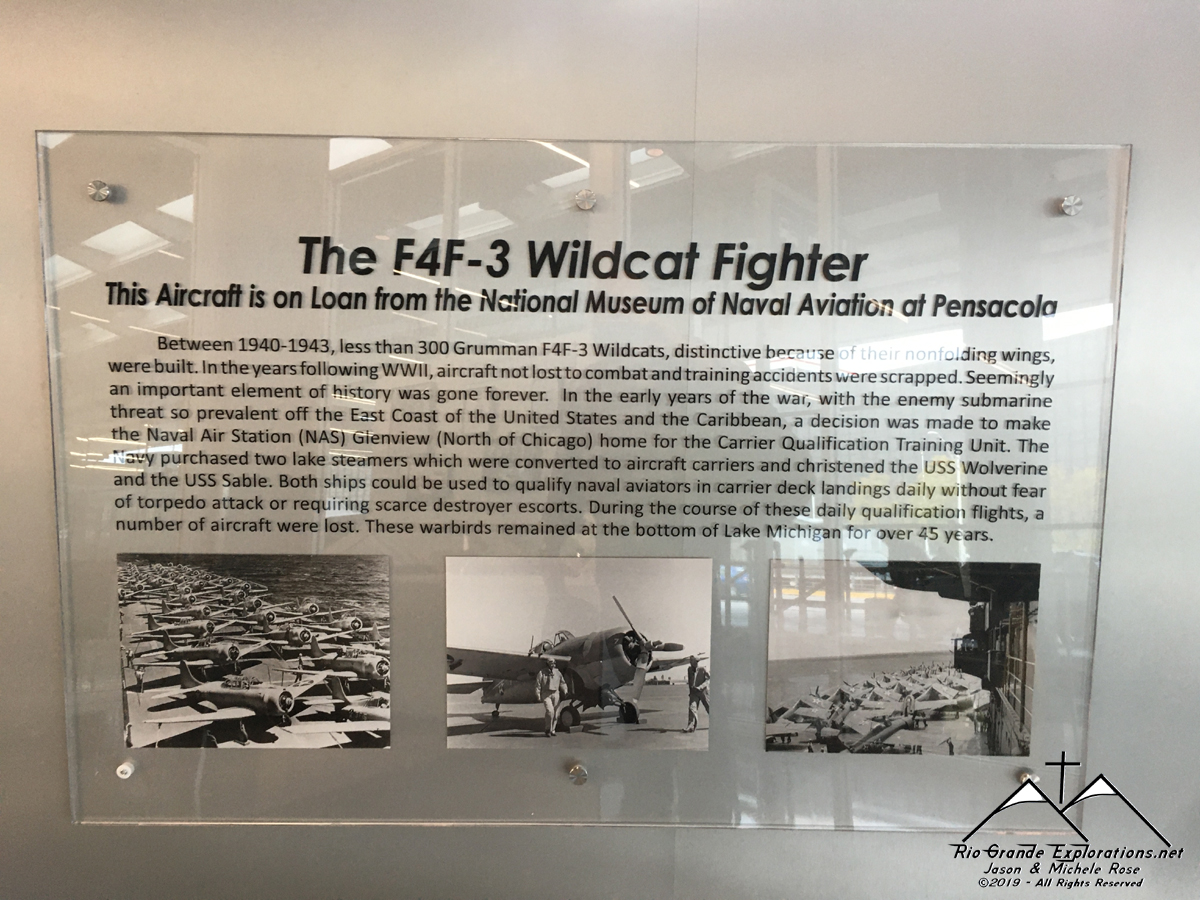 The F4F-3 Wildcat Fighter
This Aircraft is on Loan from the National Museum of Naval Aviation at Pensacola
Between 1940-1943, less than 300 Grumman F4F-3 Wildcats, distinctive because of their nonfolding wings,
were built. In the years following WWII, aircraft not lost to combat and training accidents were scrapped. Seemingly
an important element of history was gone forever. In the early years of the war, with the enemy submarine
threat so prevalent off the East Coast of the United States and the Caribbean, a decision was made to make
the Naval Air Station (NAS) Glenview (North of Chicago) home for the Carrier Qualification Training Unit. The
Navy purchased two lake steamers which were converted to aircraft carriers and christened the USS Wolverine
and the USS Sable. Both ships could be used to qualify naval aviators in carrier deck landings daily without fear
of torpedo attack or requiring scarce destroyer escorts. During the course of these daily qualification flights, a
number of aircraft were lost. These warbirds remained at the bottom of Lake Michigan for over 45 years.
Rio Grande Explorations.net
Jason & Michele Rose
©2019 - All Rights Reserved